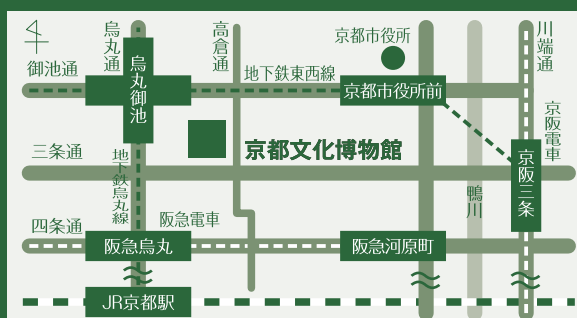 烏丸通
高倉通
京都市役所
川端通
御池通
烏丸御池
地下鉄東西線
京都市役所前
京阪電車
三条通
地下鉄烏丸線
京都文化博物館
京阪三条
鴨川
四条通
阪急電車
阪急烏丸
阪急河原町
JR京都駅